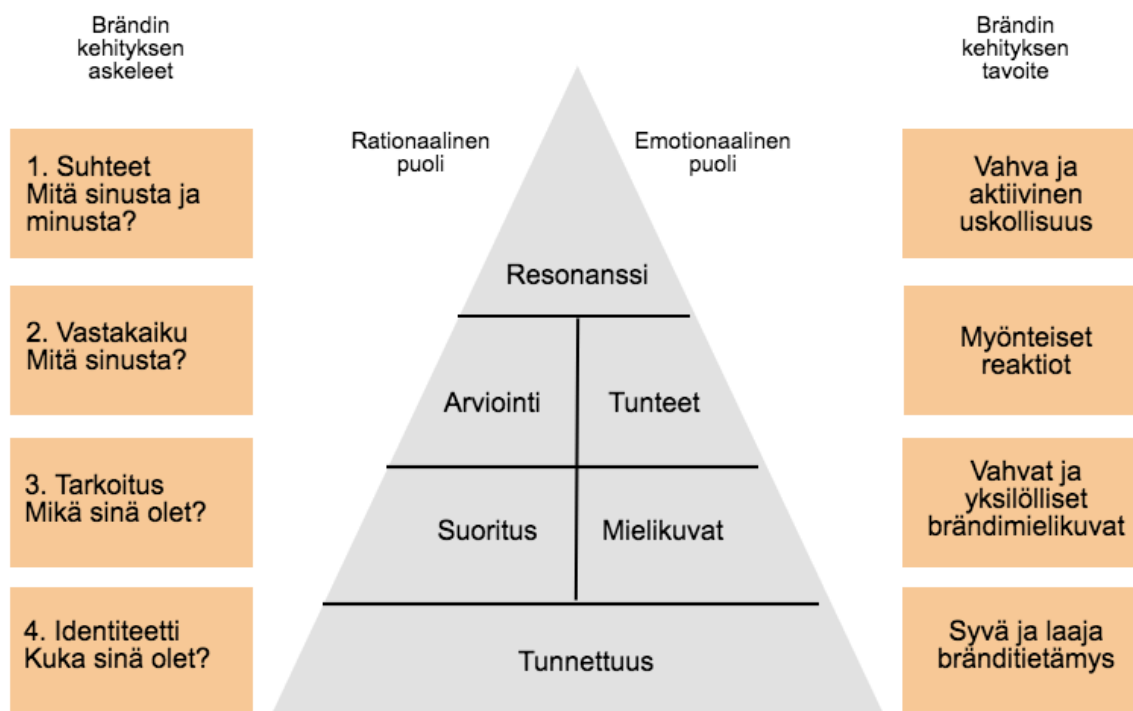 Brändin
kehityksen
askeleet
Brändin
kehityksen
tavoite
Rationaalinen
puoli
Emotionaalinen
puoli
1. Suhteet
Mitä sinusta ja
minusta?
Vahva ja
aktiivinen
uskollisuus
Resonanssi
2. Vastakaiku
Mitä sinusta?
Myönteiset
reaktiot
Arviointi
Tunteet
3. Tarkoitus
Mikä sinä olet?
Vahvat ja
yksilölliset
brändimielikuvat
Suoritus
Mielikuvat
4. Identiteetti
Kuka sinä olet?
Syvä ja laaja
bränditietämys
Tunnettuus